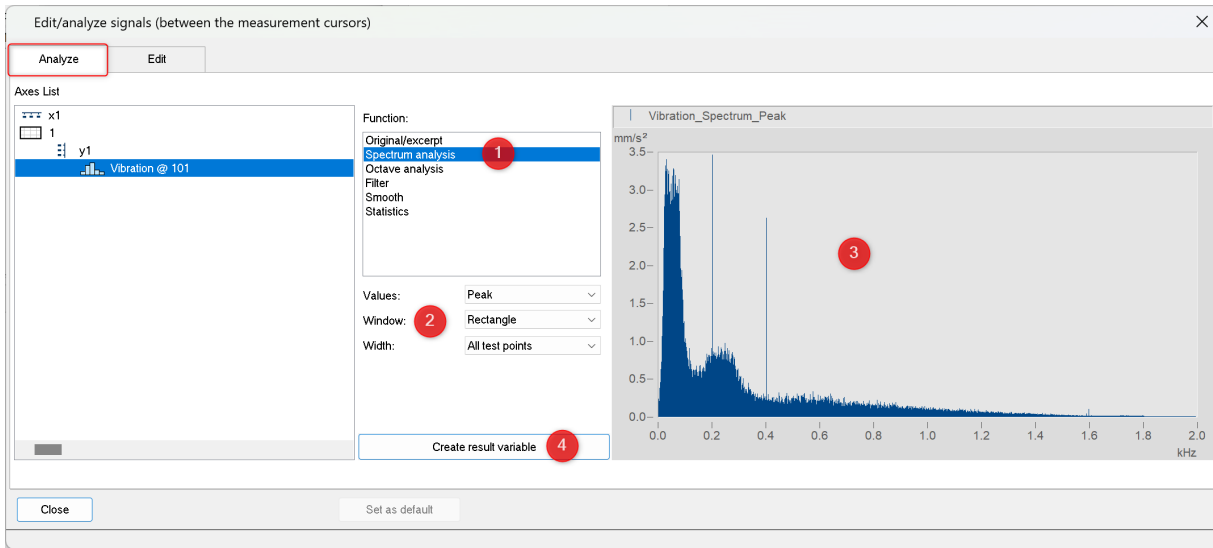 Edit/analyze signals (between the measurement cursors)
Analyze
Edit
Axes List
x1
1
y1
Vibration @ 101
Function:
Original/excerpt
Spectrum analysis
1
Octave analysis
Filter
Smooth
Statistics
Values:
Peak
Window:
2
Rectangle
Width:
All test points
Create result variable
4
Vibration_Spectrum_Peak
mm/s²
3.5
3.0
2.5
2.0
1.5
1.0
0.5
0.0
3
0.0 0.2 0.4 0.6 0.8 1.0 1.2 1.4 1.6 1.8 2.0
kHz
Close
Set as default